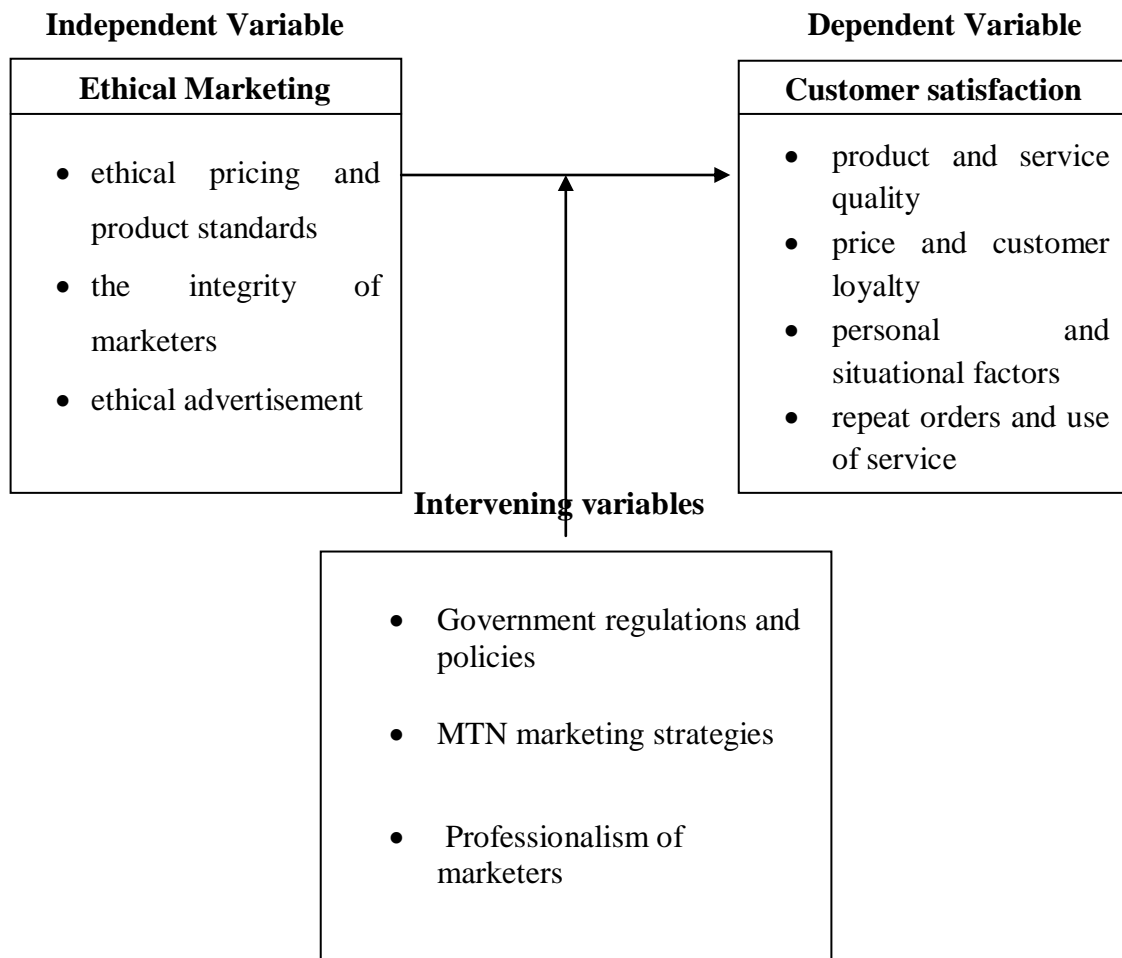 Independent Variable
Dependent Variable
Ethical Marketing
• ethical pricing and
product standards
• the integrity of
marketers
• ethical advertisement
Customer satisfaction
• product and service
quality
• price and customer
loyalty
• personal and
situational factors
• repeat orders and use
of service
Intervening variables
• Government regulations and
policies
• MTN marketing strategies
• Professionalism of
marketers